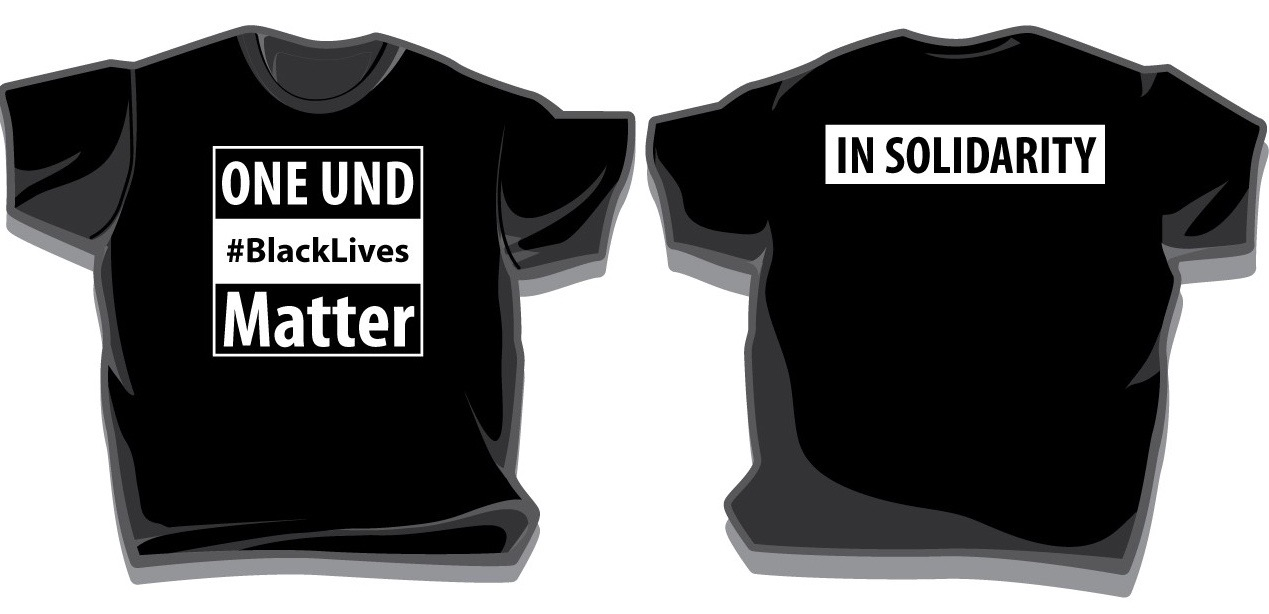 ONE UND
#BlackLives
Matter
IN SOLIDARITY